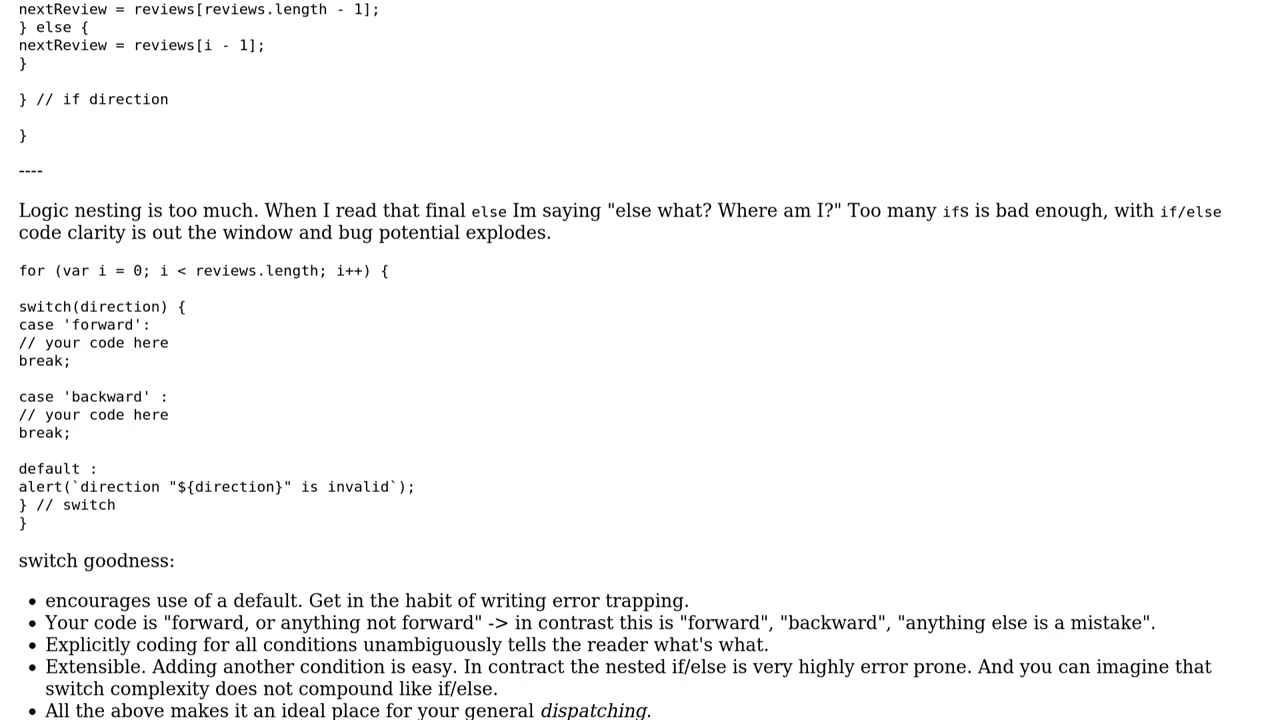 nextReview = reviews[reviews.length - 1];
} else {
nextReview = reviews[i - 1];
}
} // if direction
}
----
Logic nesting is too much. When I read that final else Im saying "else what? Where am I?" Too many ifs is bad enough, with if/else
code clarity is out the window and bug potential explodes.
for (var i = 0; i < reviews.length; i++) {
switch(direction) {
case 'forward':
// your code here
break;
case 'backward' :
// your code here
break;
default :
alert(`direction "${direction}" is invalid`);
} // switch
}
switch goodness:
• encourages use of a default. Get in the habit of writing error trapping.
• Your code is "forward, or anything not forward" -> in contrast this is "forward", "backward", "anything else is a mistake".
• Explicitly coding for all conditions unambiguously tells the reader what's what.
• Extensible. Adding another condition is easy. In contract the nested if/else is very highly error prone. And you can imagine that
switch complexity does not compound like if/else.
• All the above makes it an ideal place for your general dispatching.